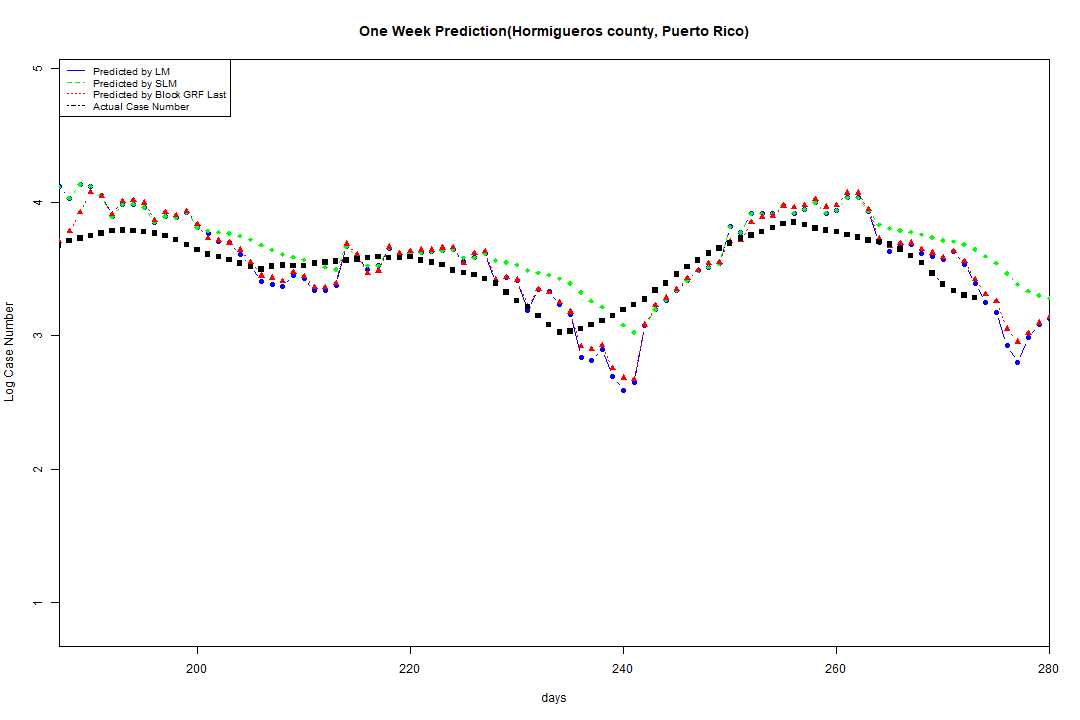 One Week Prediction(Hormigueros county, Puerto Rico)
Predicted by LM
Predicted by SLM
Predicted by Block GRF Last
Actual Case Number
5
4
3
2
1
Log Case Number
200 220 240 260 280
days